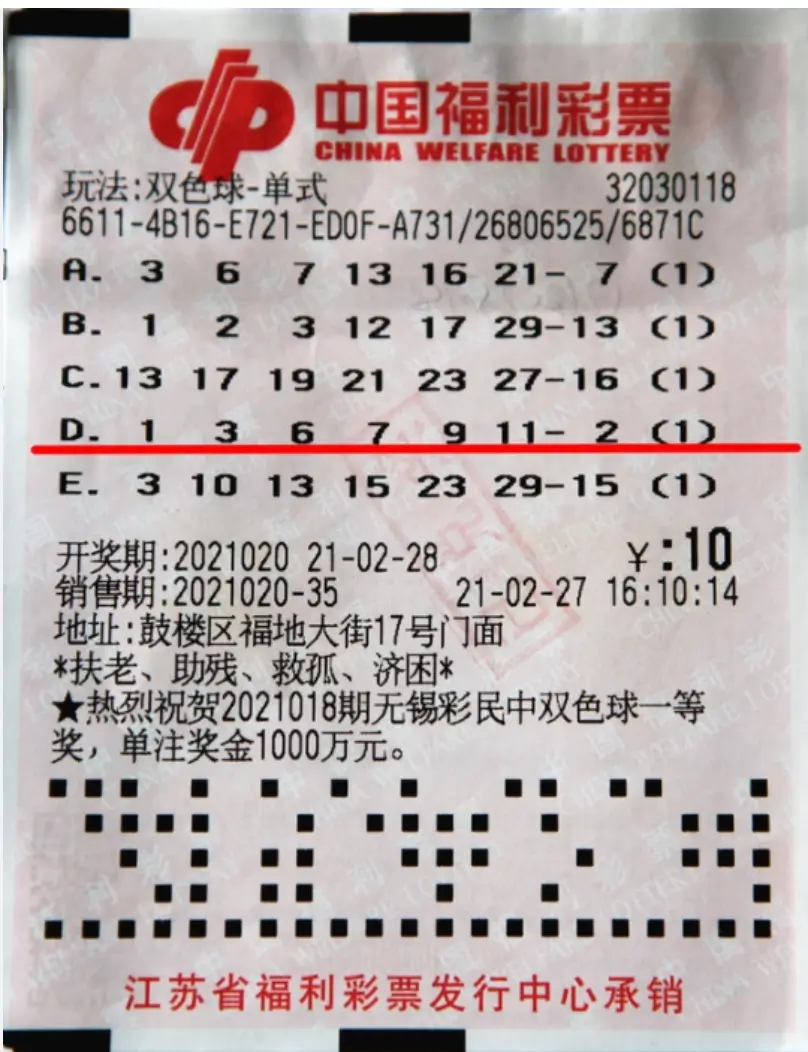 中国福利彩票
CHINA WELFARE LOTTERY
玩法:双色球-单式 32030118
6611-4B16-E721-ED0F-A731/26806525/6871C
A. 3 6 7 13 16 21- 7 (1)
B. 1 2 3 12 17 29-13 (1)
C. 13 17 19 21 23 27-16 (1)
D. 1 3 6 7 9 11- 2 (1)
E. 3 10 13 15 23 29-15 (1)
开奖期:2021020 21-02-28 ￥:10
销售期:2021020-35 21-02-27 16:10:14
地址:鼓楼区福地大街17号门面
*扶老、助残、救孤、济困*
★热烈祝贺2021018期无锡彩民中双色球一等
奖，单注奖金1000万元。
江苏省福利彩票发行中心承销